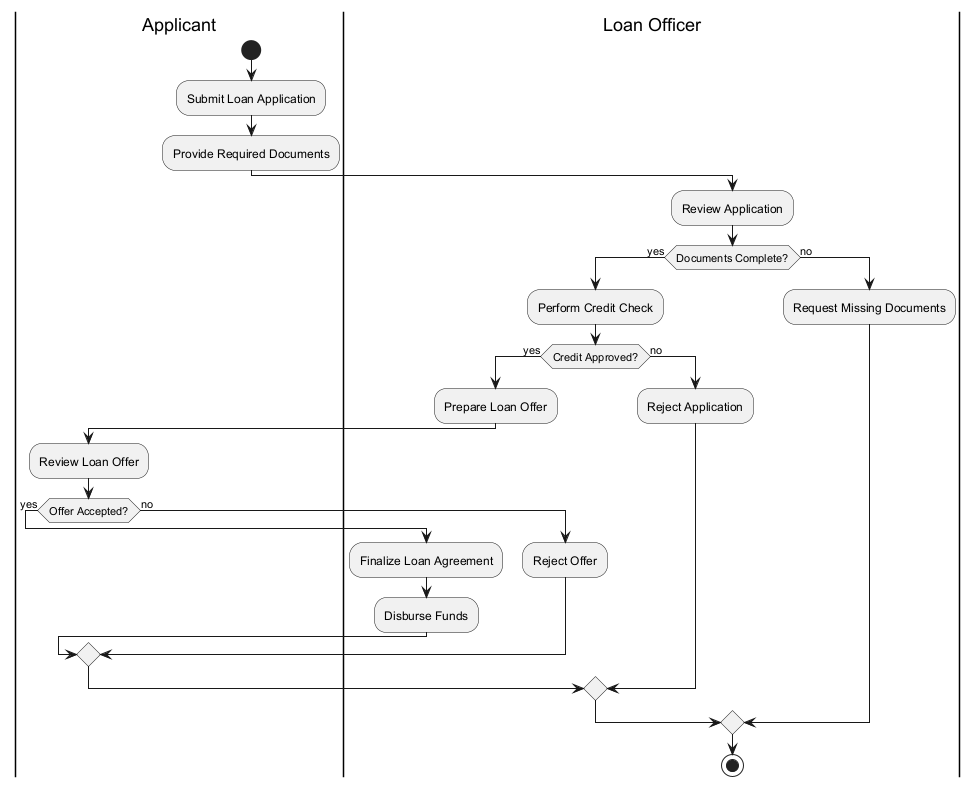 Applicant
Loan Officer
Submit Loan Application
Provide Required Documents
Review Application
yes
Documents Complete?
no
Perform Credit Check
Request Missing Documents
yes
Credit Approved?
no
Prepare Loan Offer
Reject Application
Review Loan Offer
yes
Offer Accepted?
no
Finalize Loan Agreement
Reject Offer
Disburse Funds